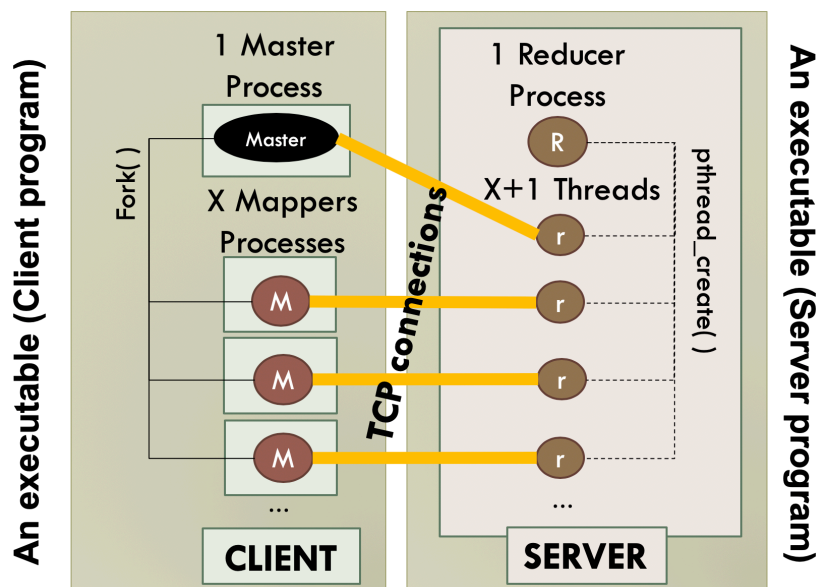 An executable (Client program)
1 Master
Process
Master
Fork( )
X Mappers
Processes
M
M
M
...
CLIENT
TCP connections
1 Reducer
Process
R
X+1 Threads
r
r
r
r
...
pthread_create( )
SERVER
An executable (Server program)